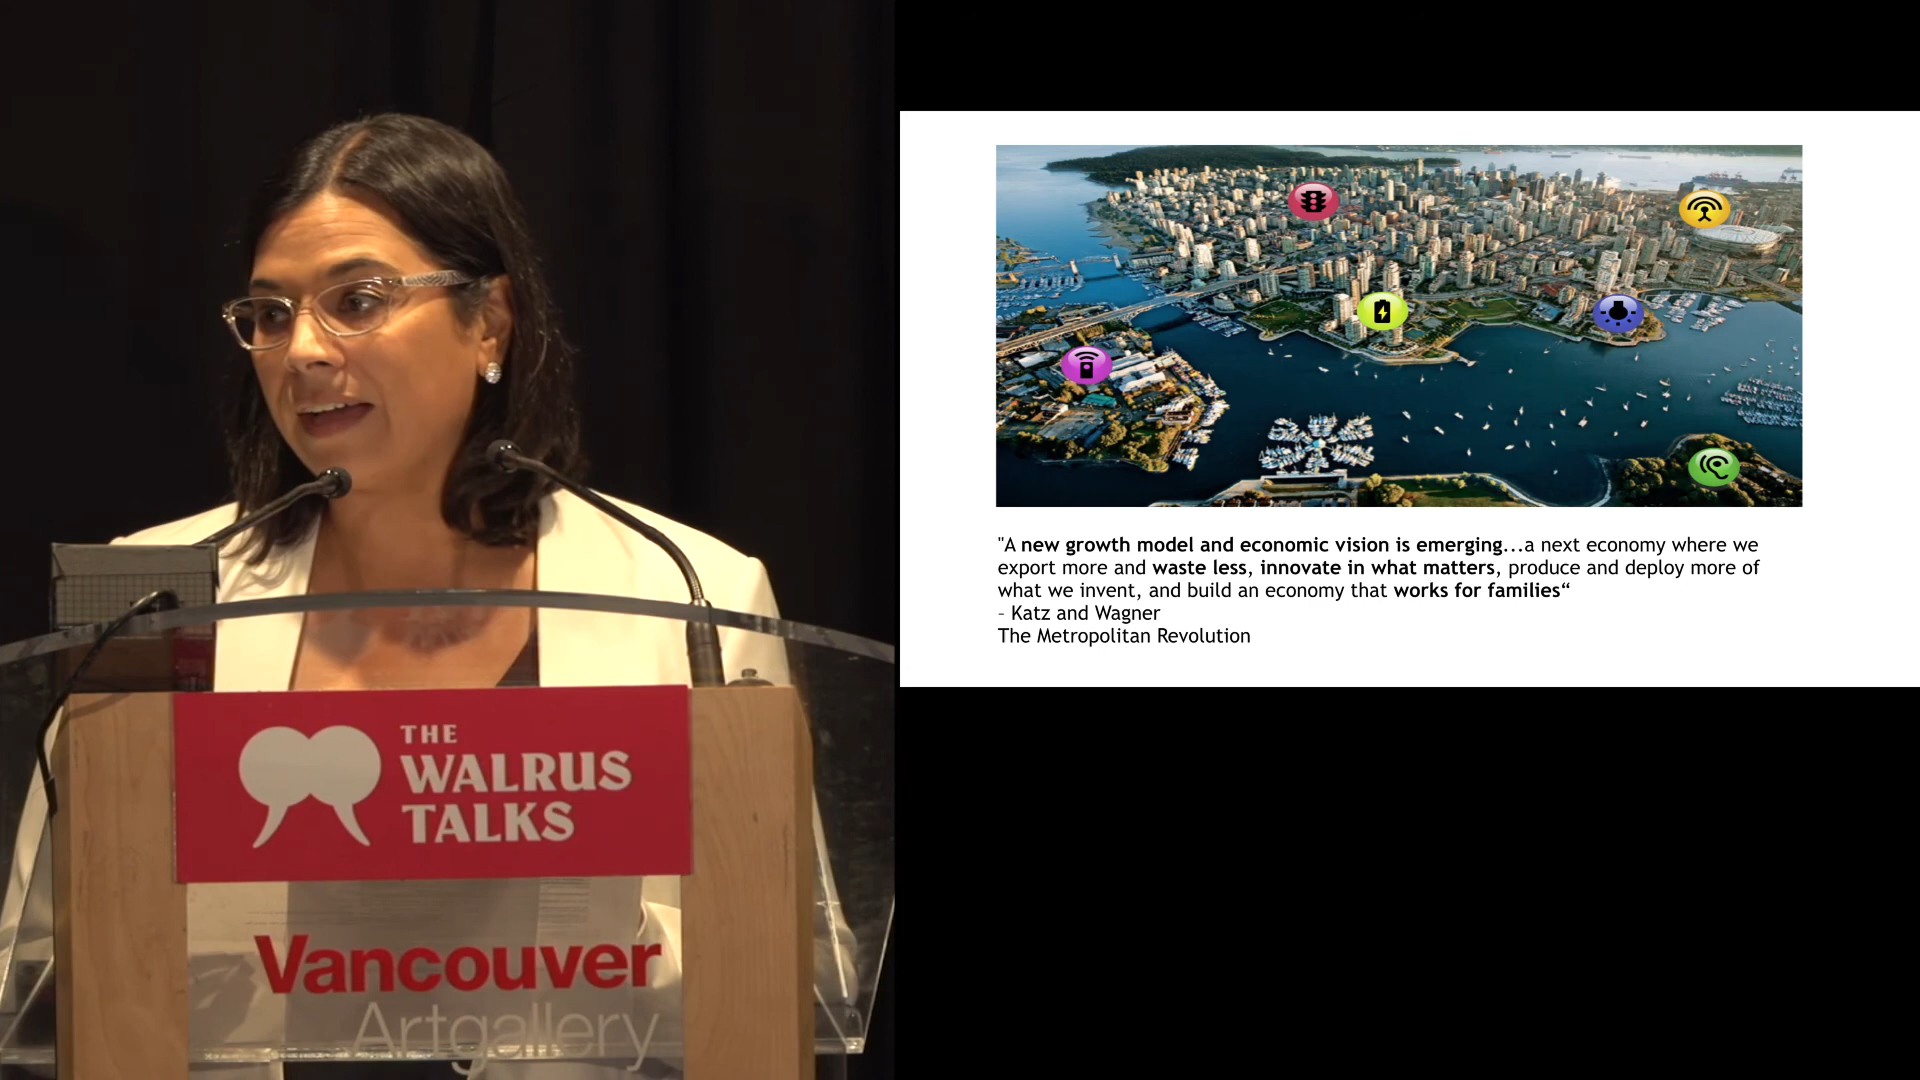 THE
WALRUS
TALKS
Vancouver
Artgallery
"A new growth model and economic vision is emerging...a next economy where we
export more and waste less, innovate in what matters, produce and deploy more of
what we invent, and build an economy that works for families“
– Katz and Wagner
The Metropolitan Revolution